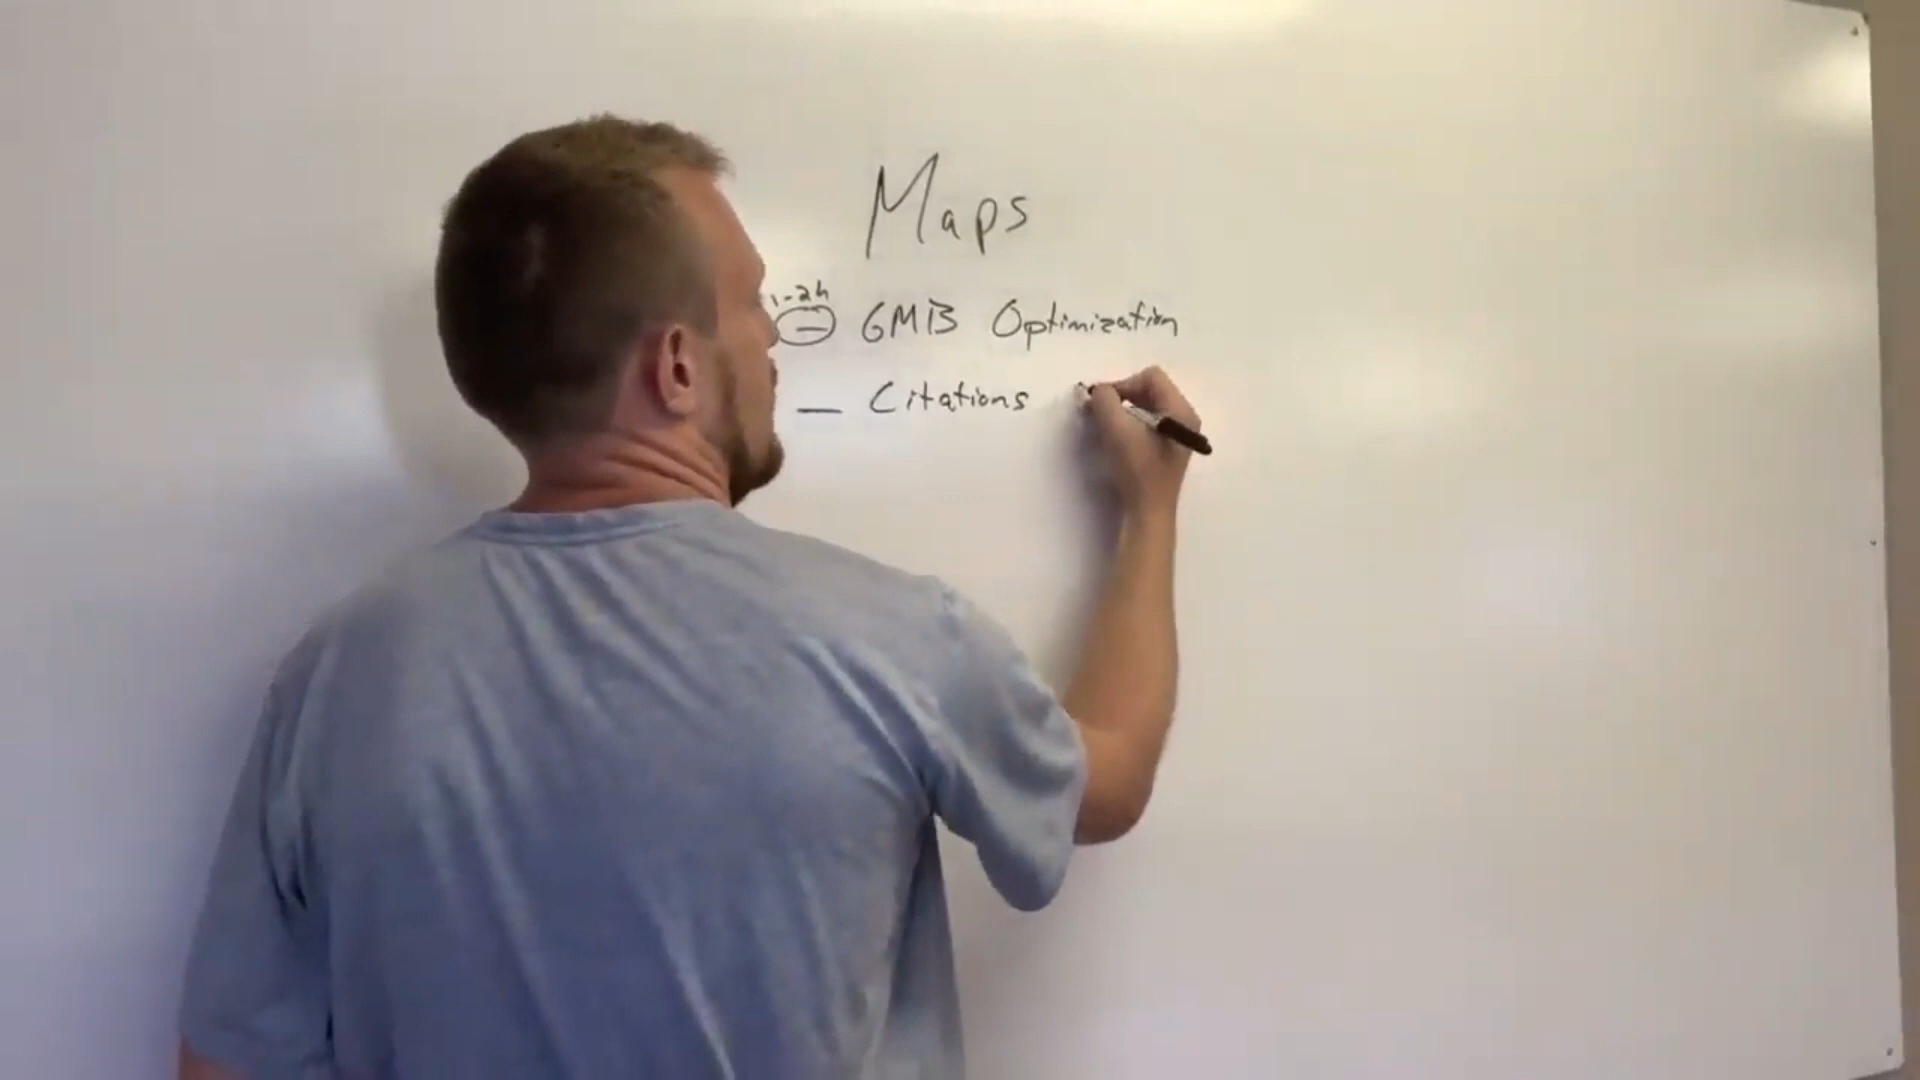 Maps
1-2h
– GMB Optimization
— Citations